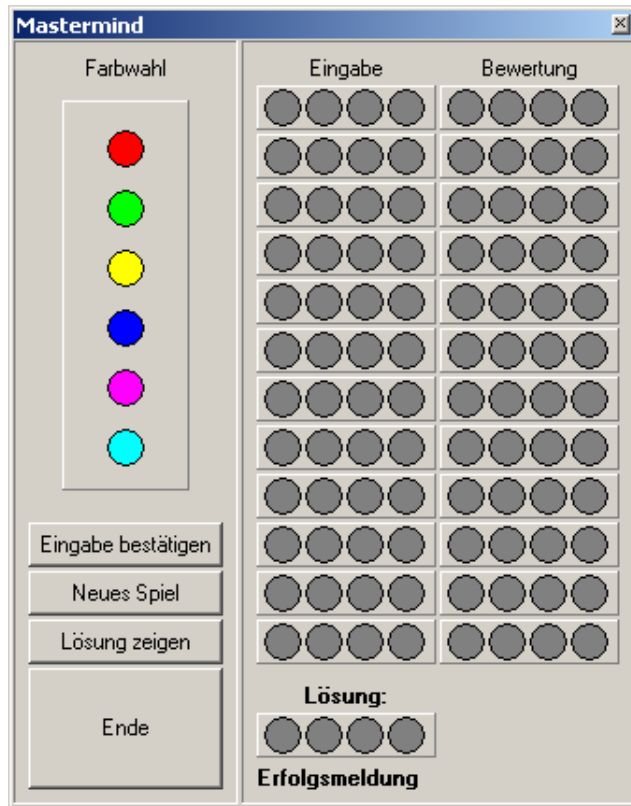 Mastermind
Farbwahl
Eingabe
Bewertung
Eingabe bestätigen
Neues Spiel
Lösung zeigen
Ende
Lösung:
Erfolgsmeldung